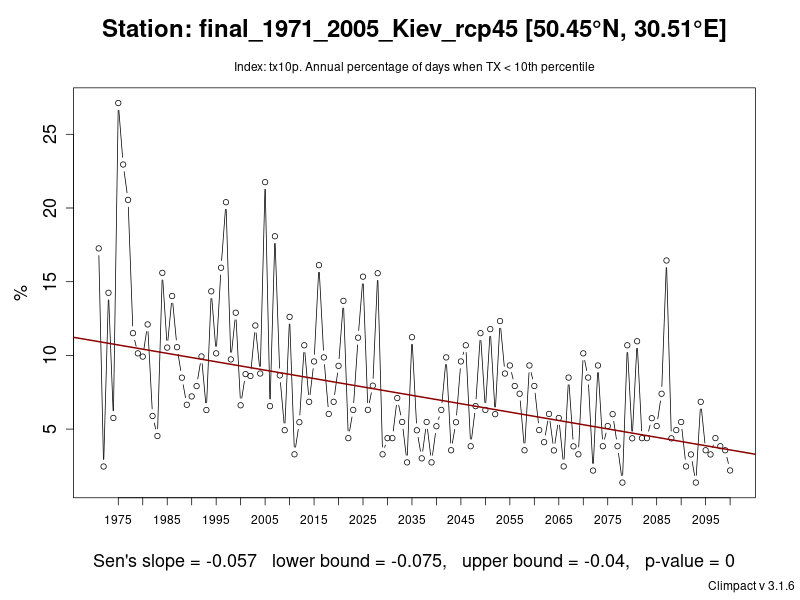 Station: final_1971_2005_Kiev_rcp45 [50.45°N, 30.51°E]
Index: tx10p. Annual percentage of days when TX < 10th percentile
25
20
15
10
5
%
1975 1985 1995 2005 2015 2025 2035 2045 2055 2065 2075 2085 2095
Sen's slope = -0.057 lower bound = -0.075, upper bound = -0.04, p-value = 0
Climpact v 3.1.6